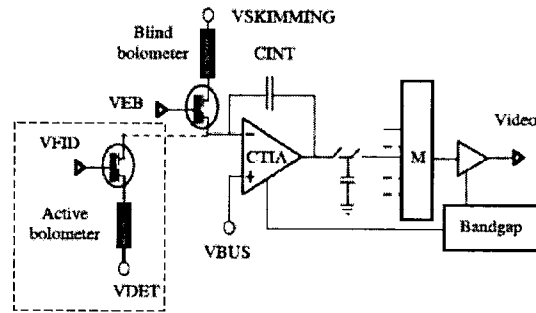 VSKIMMING
Blind
bolometer
CINT
VEB
VFID
CTIA
M
Video
Active
bolometer
VBUS
Bandgap
VDET